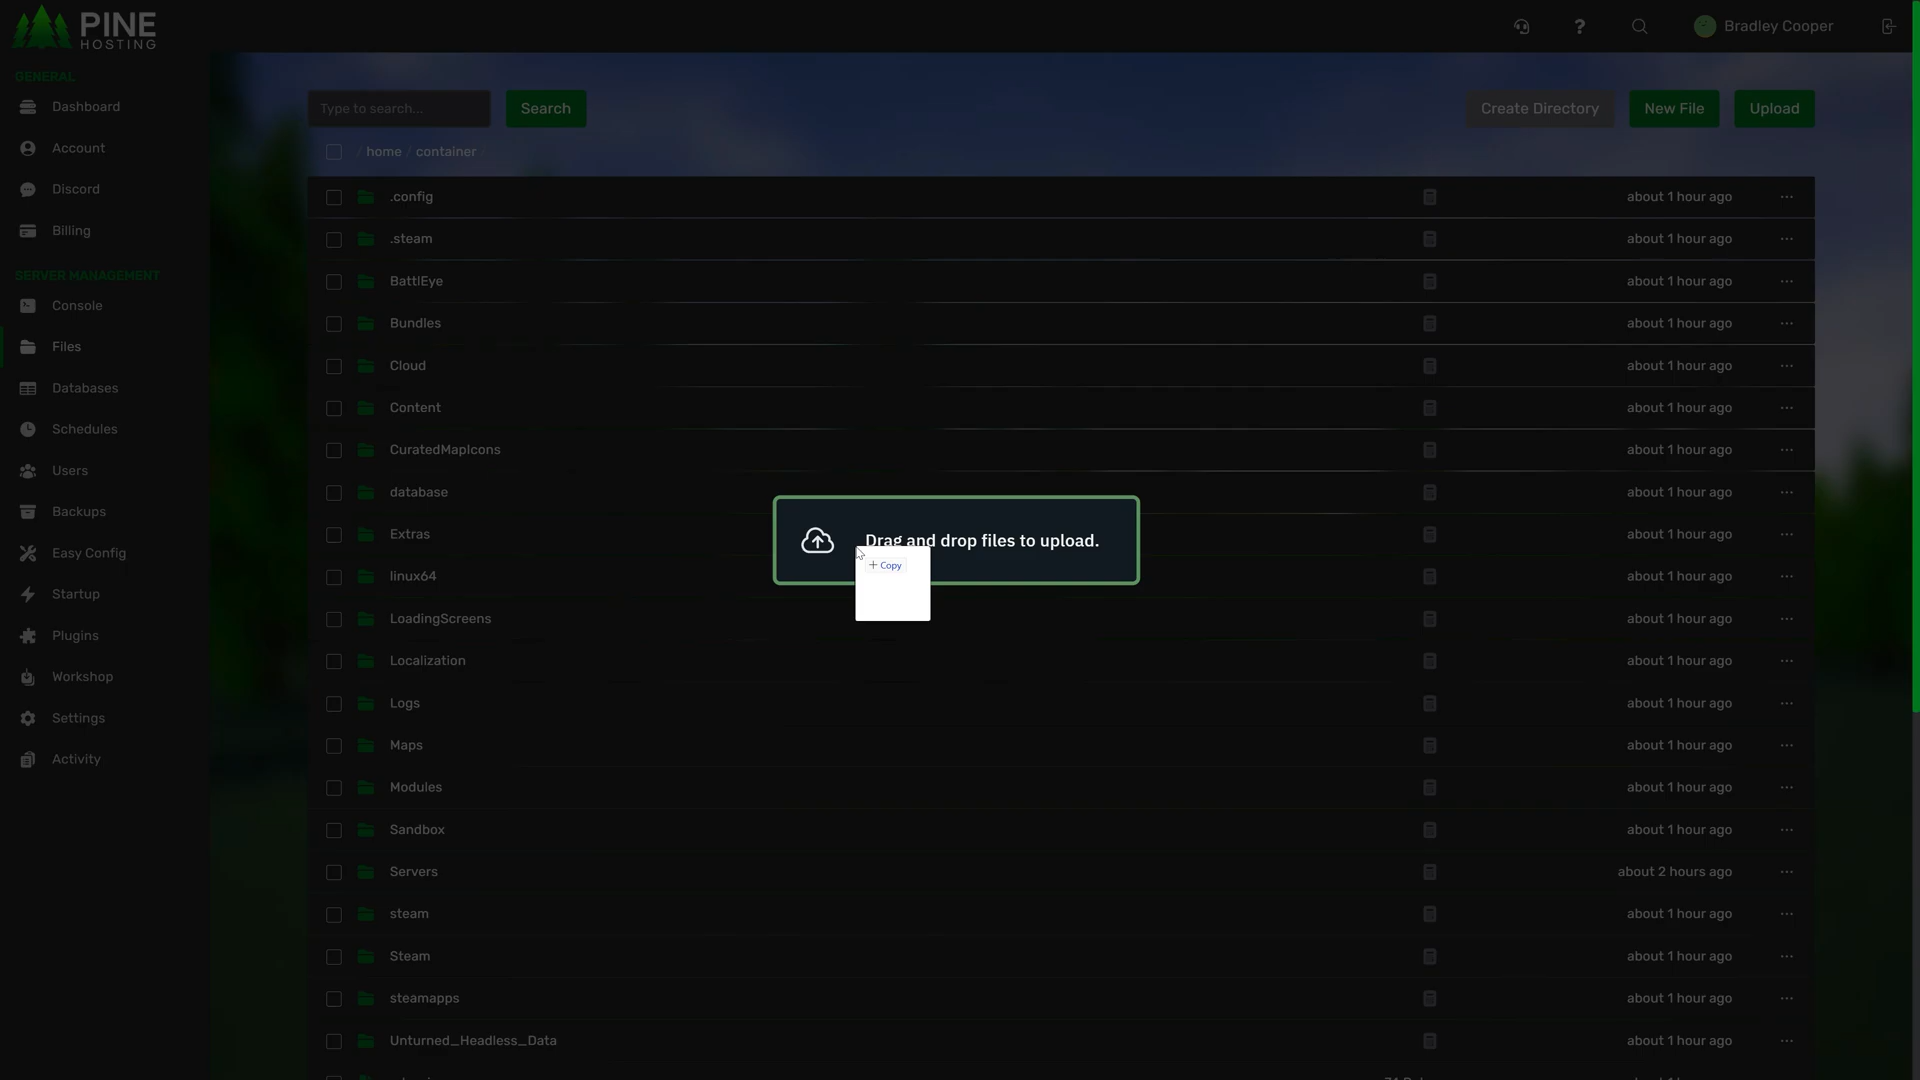 PINE
HOSTING
Bradley Cooper
GENERAL
Dashboard
Account
Discord
Billing
SERVER MANAGEMENT
Console
Files
Databases
Schedules
Users
Backups
Easy Config
Startup
Plugins
Workshop
Settings
Activity
Type to search...
Search
Create Directory
New File
Upload
/ home / container
.config about 1 hour ago
.steam about 1 hour ago
BattlEye about 1 hour ago
Bundles about 1 hour ago
Cloud about 1 hour ago
Content about 1 hour ago
CuratedMapIcons about 1 hour ago
database about 1 hour ago
Extras about 1 hour ago
linux64 about 1 hour ago
LoadingScreens about 1 hour ago
Localization about 1 hour ago
Logs about 1 hour ago
Maps about 1 hour ago
Modules about 1 hour ago
Sandbox about 1 hour ago
Servers about 2 hours ago
steam about 1 hour ago
Steam about 1 hour ago
steamapps about 1 hour ago
Unturned_Headless_Data about 1 hour ago
Drag and drop files to upload.
+ Copy